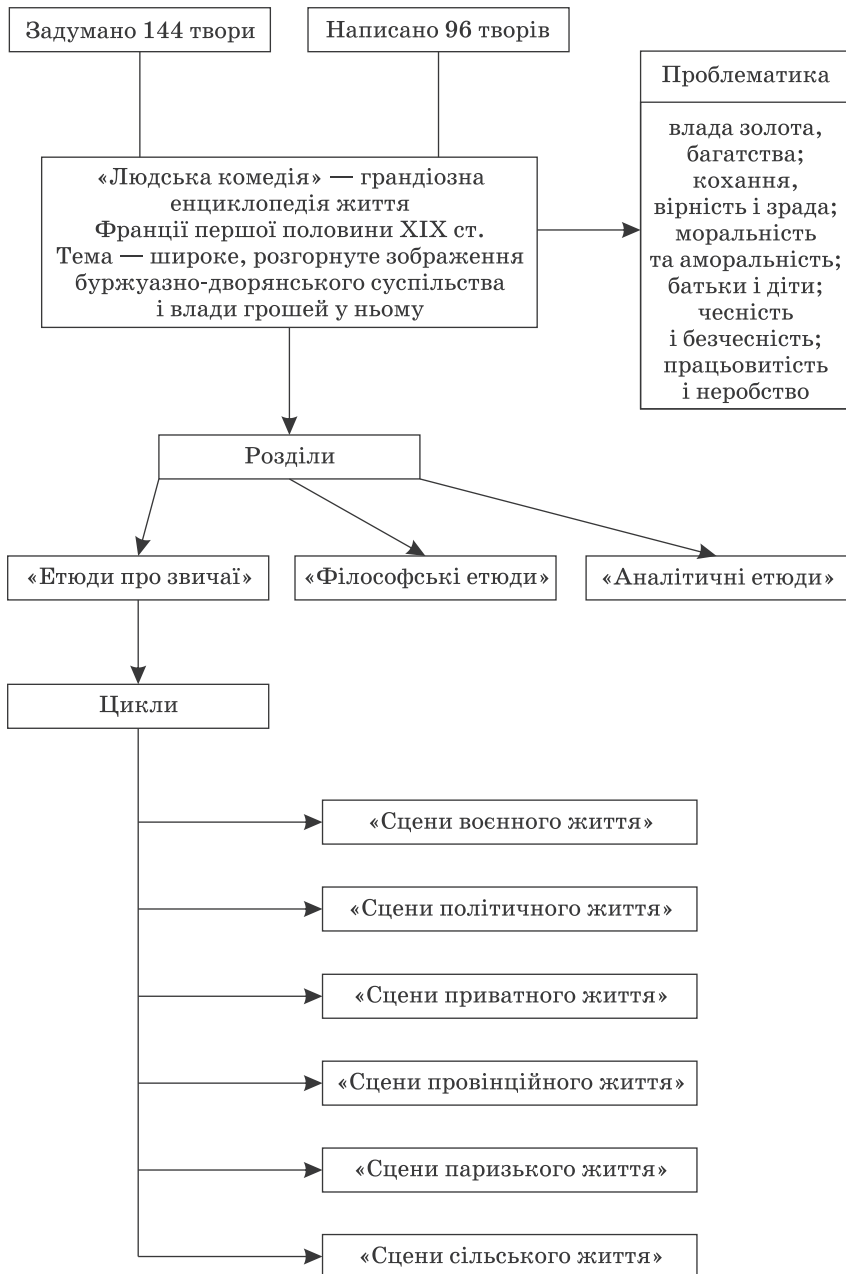 Задумано 144 твори
Написано 96 творів
Проблематика
влада золота,
багатства;
кохання,
вірність і зрада;
моральність
та аморальність;
батьки і діти;
чесність
і безчесність;
працьовитість
і неробство
«Людська комедія» — грандіозна
енциклопедія життя
Франції першої половини XIX ст.
Тема — широке, розгорнуте зображення
буржуазно-дворянського суспільства
і влади грошей у ньому
Розділи
«Етюди про звичаї»
«Філософські етюди»
«Аналітичні етюди»
Цикли
«Сцени воєнного життя»
«Сцени політичного життя»
«Сцени приватного життя»
«Сцени провінційного життя»
«Сцени паризького життя»
«Сцени сільського життя»